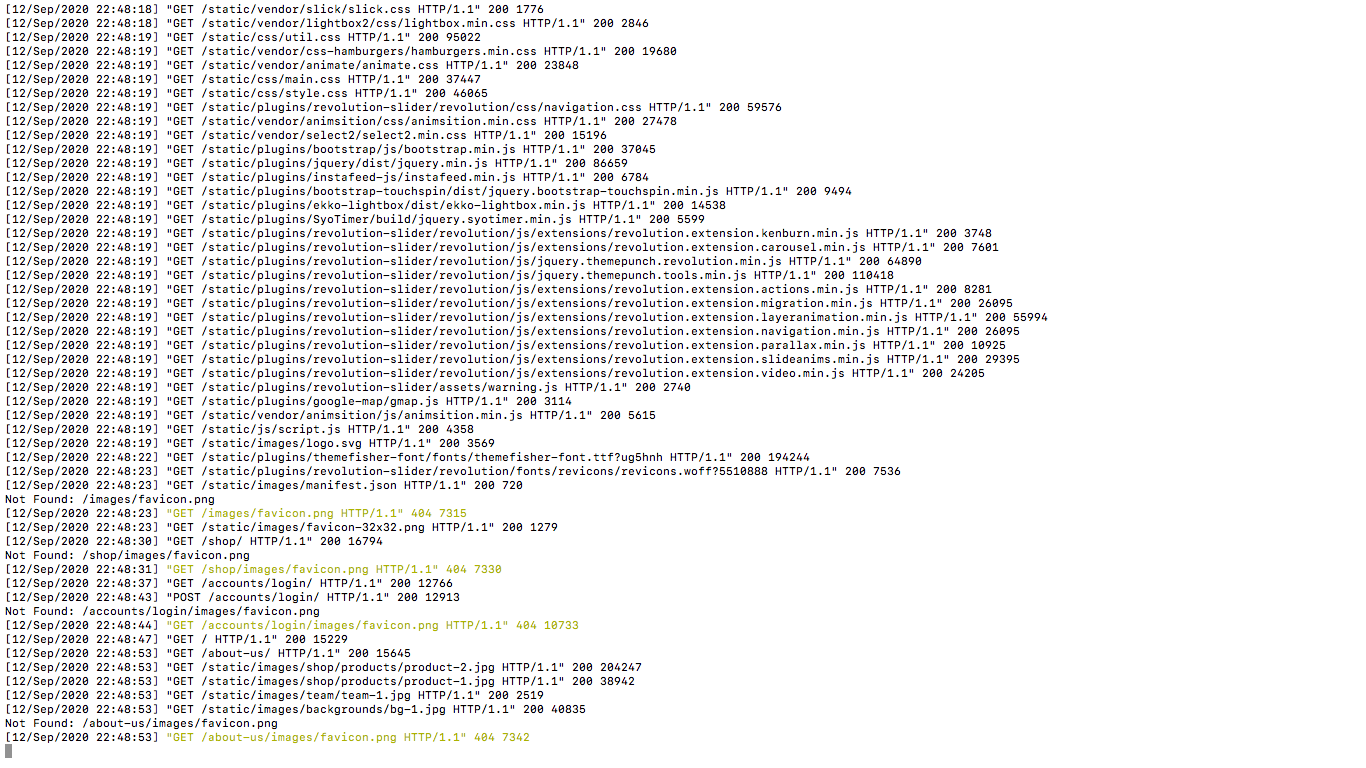 [12/Sep/2020 22:48:18] "GET /static/vendor/slick/slick.css HTTP/1.1" 200 1776
[12/Sep/2020 22:48:18] "GET /static/vendor/lightbox2/css/lightbox.min.css HTTP/1.1" 200 2846
[12/Sep/2020 22:48:19] "GET /static/css/util.css HTTP/1.1" 200 95022
[12/Sep/2020 22:48:19] "GET /static/vendor/css-hamburgers/hamburgers.min.css HTTP/1.1" 200 19680
[12/Sep/2020 22:48:19] "GET /static/vendor/animate/animate.css HTTP/1.1" 200 23848
[12/Sep/2020 22:48:19] "GET /static/css/main.css HTTP/1.1" 200 37447
[12/Sep/2020 22:48:19] "GET /static/css/style.css HTTP/1.1" 200 46065
[12/Sep/2020 22:48:19] "GET /static/plugins/revolution-slider/revolution/css/navigation.css HTTP/1.1" 200 59576
[12/Sep/2020 22:48:19] "GET /static/vendor/animsition/css/animsition.min.css HTTP/1.1" 200 27478
[12/Sep/2020 22:48:19] "GET /static/vendor/select2/select2.min.css HTTP/1.1" 200 15196
[12/Sep/2020 22:48:19] "GET /static/plugins/bootstrap/js/bootstrap.min.js HTTP/1.1" 200 37045
[12/Sep/2020 22:48:19] "GET /static/plugins/jquery/dist/jquery.min.js HTTP/1.1" 200 86659
[12/Sep/2020 22:48:19] "GET /static/plugins/instafeed-js/instafeed.min.js HTTP/1.1" 200 6784
[12/Sep/2020 22:48:19] "GET /static/plugins/bootstrap-touchspin/dist/jquery.bootstrap-touchspin.min.js HTTP/1.1" 200 9494
[12/Sep/2020 22:48:19] "GET /static/plugins/ekko-lightbox/dist/ekko-lightbox.min.js HTTP/1.1" 200 14538
[12/Sep/2020 22:48:19] "GET /static/plugins/SyoTimer/build/jquery.syotimer.min.js HTTP/1.1" 200 5599
[12/Sep/2020 22:48:19] "GET /static/plugins/revolution-slider/revolution/js/extensions/revolution.extension.kenburn.min.js HTTP/1.1" 200 3748
[12/Sep/2020 22:48:19] "GET /static/plugins/revolution-slider/revolution/js/extensions/revolution.extension.carousel.min.js HTTP/1.1" 200 7601
[12/Sep/2020 22:48:19] "GET /static/plugins/revolution-slider/revolution/js/jquery.themepunch.revolution.min.js HTTP/1.1" 200 64890
[12/Sep/2020 22:48:19] "GET /static/plugins/revolution-slider/revolution/js/jquery.themepunch.tools.min.js HTTP/1.1" 200 110418
[12/Sep/2020 22:48:19] "GET /static/plugins/revolution-slider/revolution/js/extensions/revolution.extension.actions.min.js HTTP/1.1" 200 8281
[12/Sep/2020 22:48:19] "GET /static/plugins/revolution-slider/revolution/js/extensions/revolution.extension.migration.min.js HTTP/1.1" 200 26095
[12/Sep/2020 22:48:19] "GET /static/plugins/revolution-slider/revolution/js/extensions/revolution.extension.layeranimation.min.js HTTP/1.1" 200 55994
[12/Sep/2020 22:48:19] "GET /static/plugins/revolution-slider/revolution/js/extensions/revolution.extension.navigation.min.js HTTP/1.1" 200 26095
[12/Sep/2020 22:48:19] "GET /static/plugins/revolution-slider/revolution/js/extensions/revolution.extension.parallax.min.js HTTP/1.1" 200 10925
[12/Sep/2020 22:48:19] "GET /static/plugins/revolution-slider/revolution/js/extensions/revolution.extension.slideanims.min.js HTTP/1.1" 200 29395
[12/Sep/2020 22:48:19] "GET /static/plugins/revolution-slider/revolution/js/extensions/revolution.extension.video.min.js HTTP/1.1" 200 24205
[12/Sep/2020 22:48:19] "GET /static/plugins/revolution-slider/assets/warning.js HTTP/1.1" 200 2740
[12/Sep/2020 22:48:19] "GET /static/plugins/google-map/gmap.js HTTP/1.1" 200 3114
[12/Sep/2020 22:48:19] "GET /static/vendor/animsition/js/animsition.min.js HTTP/1.1" 200 5615
[12/Sep/2020 22:48:19] "GET /static/js/script.js HTTP/1.1" 200 4358
[12/Sep/2020 22:48:19] "GET /static/images/logo.svg HTTP/1.1" 200 3569
[12/Sep/2020 22:48:22] "GET /static/plugins/themefisher-font/fonts/themefisher-font.ttf?ug5hnh HTTP/1.1" 200 194244
[12/Sep/2020 22:48:23] "GET /static/plugins/revolution-slider/revolution/fonts/revicons/revicons.woff?5510888 HTTP/1.1" 200 7536
[12/Sep/2020 22:48:23] "GET /static/images/manifest.json HTTP/1.1" 200 720
Not Found: /images/favicon.png
[12/Sep/2020 22:48:23] "GET /images/favicon.png HTTP/1.1" 404 7315
[12/Sep/2020 22:48:23] "GET /static/images/favicon-32x32.png HTTP/1.1" 200 1279
[12/Sep/2020 22:48:30] "GET /shop/ HTTP/1.1" 200 16794
Not Found: /shop/images/favicon.png
[12/Sep/2020 22:48:31] "GET /shop/images/favicon.png HTTP/1.1" 404 7330
[12/Sep/2020 22:48:37] "GET /accounts/login/ HTTP/1.1" 200 12766
[12/Sep/2020 22:48:43] "POST /accounts/login/ HTTP/1.1" 200 12913
Not Found: /accounts/login/images/favicon.png
[12/Sep/2020 22:48:44] "GET /accounts/login/images/favicon.png HTTP/1.1" 404 10733
[12/Sep/2020 22:48:47] "GET / HTTP/1.1" 200 15229
[12/Sep/2020 22:48:53] "GET /about-us/ HTTP/1.1" 200 15645
[12/Sep/2020 22:48:53] "GET /static/images/shop/products/product-2.jpg HTTP/1.1" 200 204247
[12/Sep/2020 22:48:53] "GET /static/images/shop/products/product-1.jpg HTTP/1.1" 200 38942
[12/Sep/2020 22:48:53] "GET /static/images/team/team-1.jpg HTTP/1.1" 200 2519
[12/Sep/2020 22:48:53] "GET /static/images/backgrounds/bg-1.jpg HTTP/1.1" 200 40835
Not Found: /about-us/images/favicon.png
[12/Sep/2020 22:48:53] "GET /about-us/images/favicon.png HTTP/1.1" 404 7342